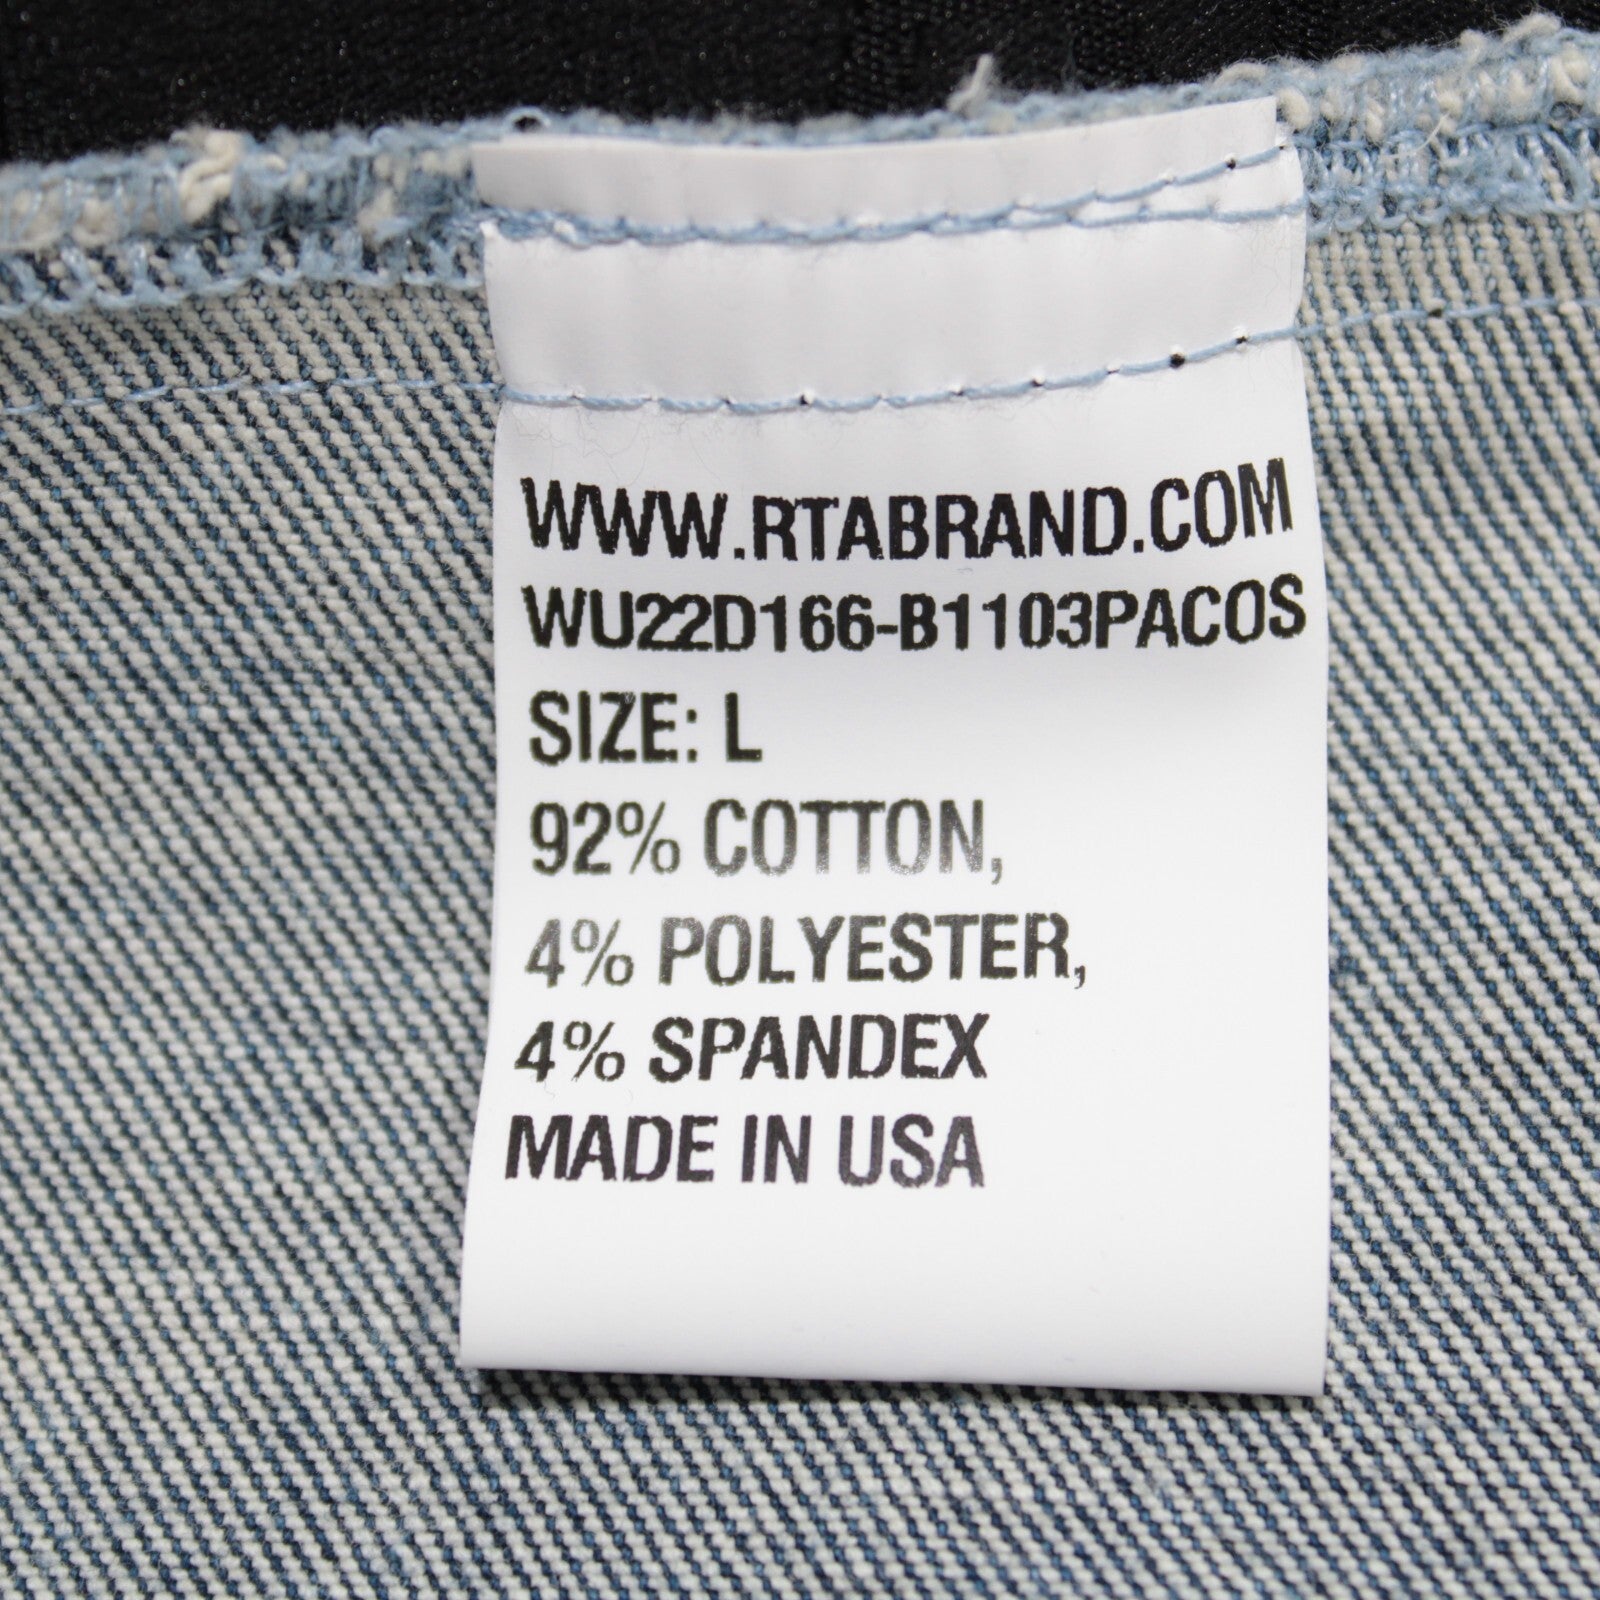 WWW.RTABRAND.COM
WU22D166-B1103PACOS
SIZE: L
92% COTTON,
4% POLYESTER,
4% SPANDEX
MADE IN USA